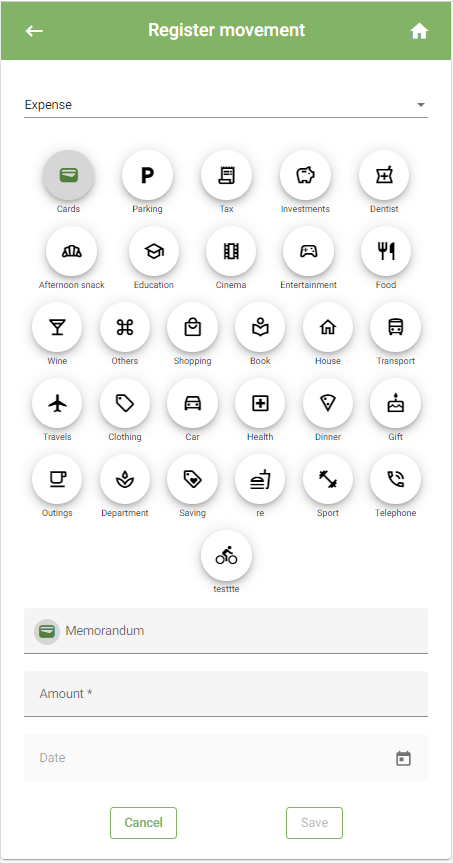 Register movement
Expense
Cards Parking Tax Investments Dentist
Afternoon snack Education Cinema Entertainment Food
Wine Others Shopping Book House Transport
Travels Clothing Car Health Dinner Gift
Outings Department Saving re Sport Telephone
testtte
Memorandum
Amount *
Date
Cancel Save